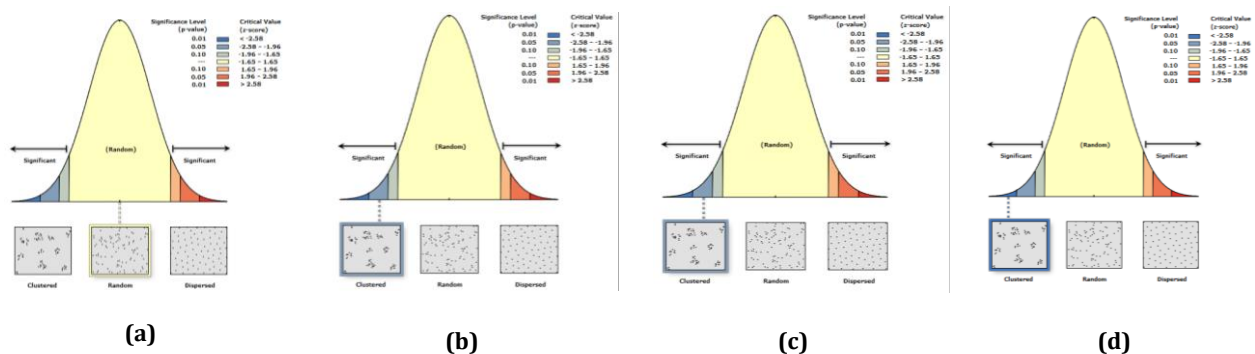 Significance Level (p-value) Critical Value (z-score)
0.01 < -2.58
0.05 -2.58 – -1.96
0.10 -1.96 – -1.65
--- -1.65 – 1.65
0.10 1.65 – 1.96
0.05 1.96 – 2.58
0.01 > 2.58
(Random)
Significant Significant
Clustered Random Dispersed
(a)
Significance Level (p-value) Critical Value (z-score)
0.01 < -2.58
0.05 -2.58 – -1.96
0.10 -1.96 – -1.65
--- -1.65 – 1.65
0.10 1.65 – 1.96
0.05 1.96 – 2.58
0.01 > 2.58
(Random)
Significant Significant
Clustered Random Dispersed
(b)
Significance Level (p-value) Critical Value (z-score)
0.01 < -2.58
0.05 -2.58 – -1.96
0.10 -1.96 – -1.65
--- -1.65 – 1.65
0.10 1.65 – 1.96
0.05 1.96 – 2.58
0.01 > 2.58
(Random)
Significant Significant
Clustered Random Dispersed
(c)
Significance Level (p-value) Critical Value (z-score)
0.01 < -2.58
0.05 -2.58 – -1.96
0.10 -1.96 – -1.65
--- -1.65 – 1.65
0.10 1.65 – 1.96
0.05 1.96 – 2.58
0.01 > 2.58
(Random)
Significant Significant
Clustered Random Dispersed
(d)